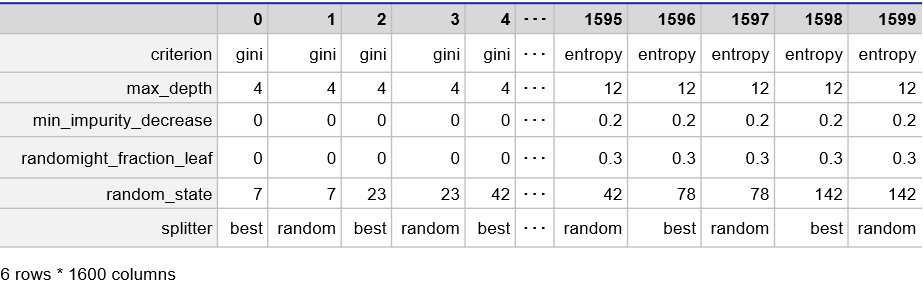 0 1 2 3 4 ··· 1595 1596 1597 1598 1599
criterion gini gini gini gini gini ··· entropy entropy entropy entropy entropy
max_depth 4 4 4 4 4 ··· 12 12 12 12 12
min_impurity_decrease 0 0 0 0 0 ··· 0.2 0.2 0.2 0.2 0.2
randomight_fraction_leaf 0 0 0 0 0 ··· 0.3 0.3 0.3 0.3 0.3
random_state 7 7 23 23 42 ··· 42 78 78 142 142
splitter best random best random best ··· random best random best random
6 rows * 1600 columns